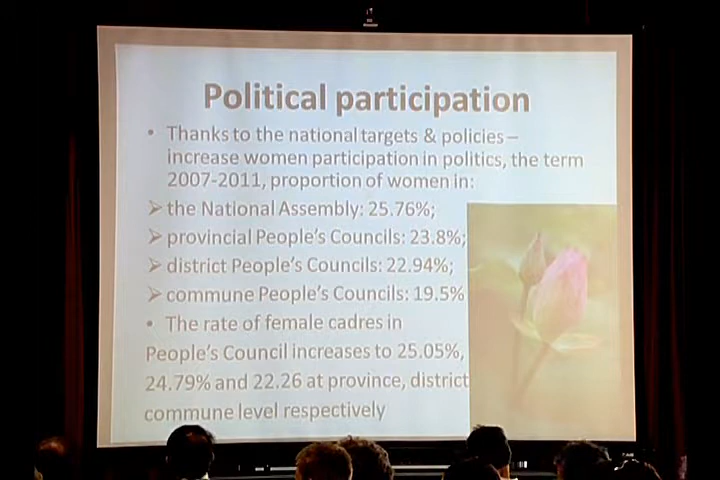 Political participation
• Thanks to the national targets & policies –
increase women participation in politics, the term
2007-2011, proportion of women in:
➢ the National Assembly: 25.76%;
➢ provincial People's Councils: 23.8%;
➢ district People's Councils: 22.94%;
➢ commune People's Councils: 19.5%
• The rate of female cadres in
People's Council increases to 25.05%,
24.79% and 22.26 at province, district
commune level respectively